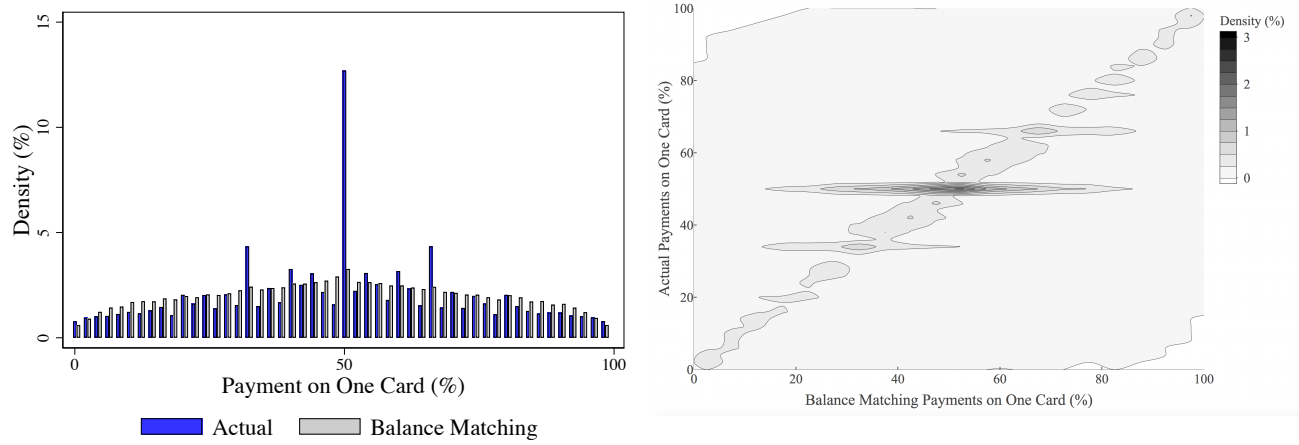 15
10
5
0
Density (%)
0 50 100
Payment on One Card (%)
Actual Balance Matching
100
80
60
40
20
0
Actual Payments on One Card (%)
0 20 40 60 80 100
Balance Matching Payments on One Card (%)
Density (%)
3
2
1
0